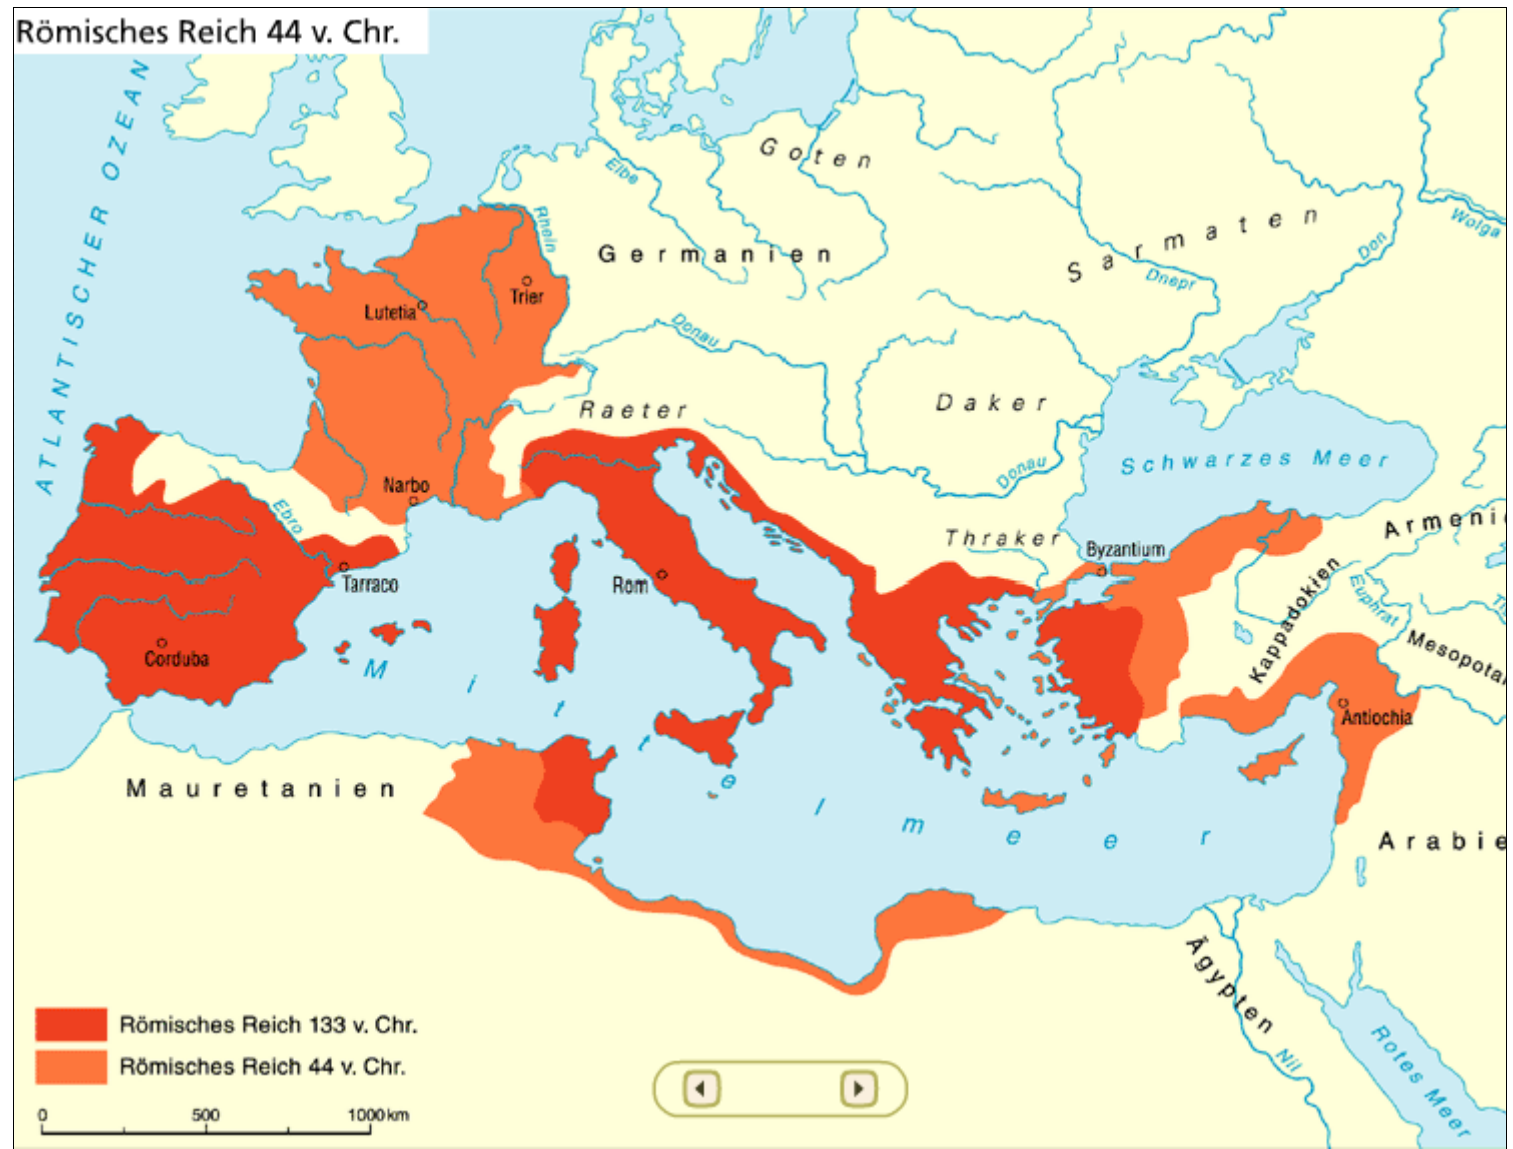 Römisches Reich 44 v. Chr.
ATLANTISCHER OZEAN
Goten
Elbe
Rhein
Germanien
Sarmaten
Wolga
Don
Dnepr
Trier
Lutetia
Donau
Raeter
Daker
Schwarzes Meer
Donau
Narbo
Ebro
Armenie
Thraker
Byzantium
Tarraco
Rom
Kappadokien
Euphrat
Corduba
Mesopota
Mittelmeer
Antiochia
Mauretanien
Arabie
Ägypten
Nil
Rotes Meer
Römisches Reich 133 v. Chr.
Römisches Reich 44 v. Chr.
0 500 1000 km